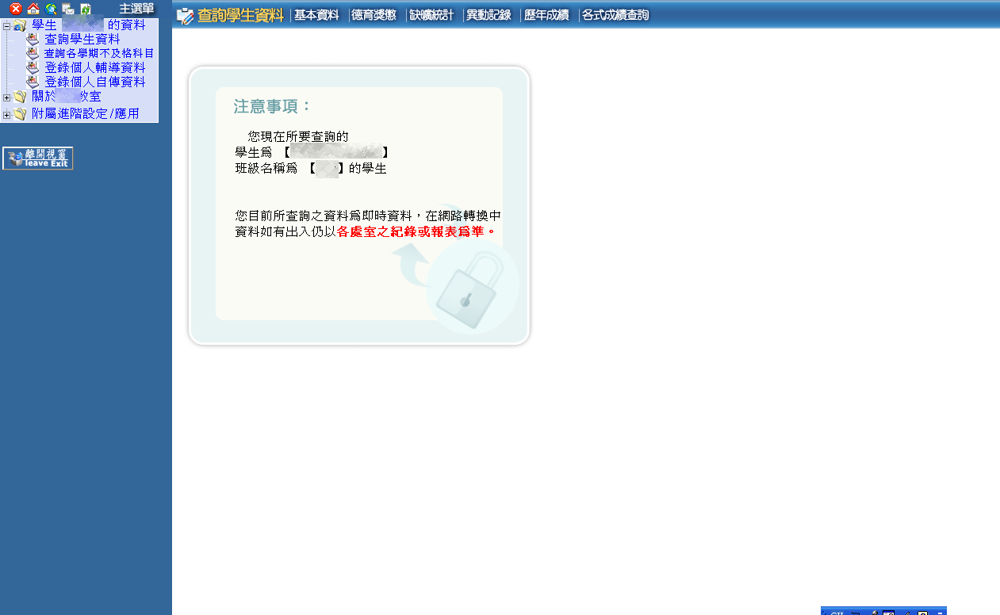 主選單
學生 的資料
查詢學生資料
查詢各學期不及格科目
登錄個人輔導資料
登錄個人自傳資料
關於 教室
附屬進階設定/應用
離開視窗
leave Exit
查詢學生資料 |基本資料 |德育獎懲 |缺曠統計 |異動記錄 |歷年成績 |各式成績查詢
注意事項：
您現在所要查詢的
學生為 【 】
班級名稱為 【 】的學生
您目前所查詢之資料為即時資料，在網路轉換中
資料如有出入仍以各處室之紀錄或報表為準。